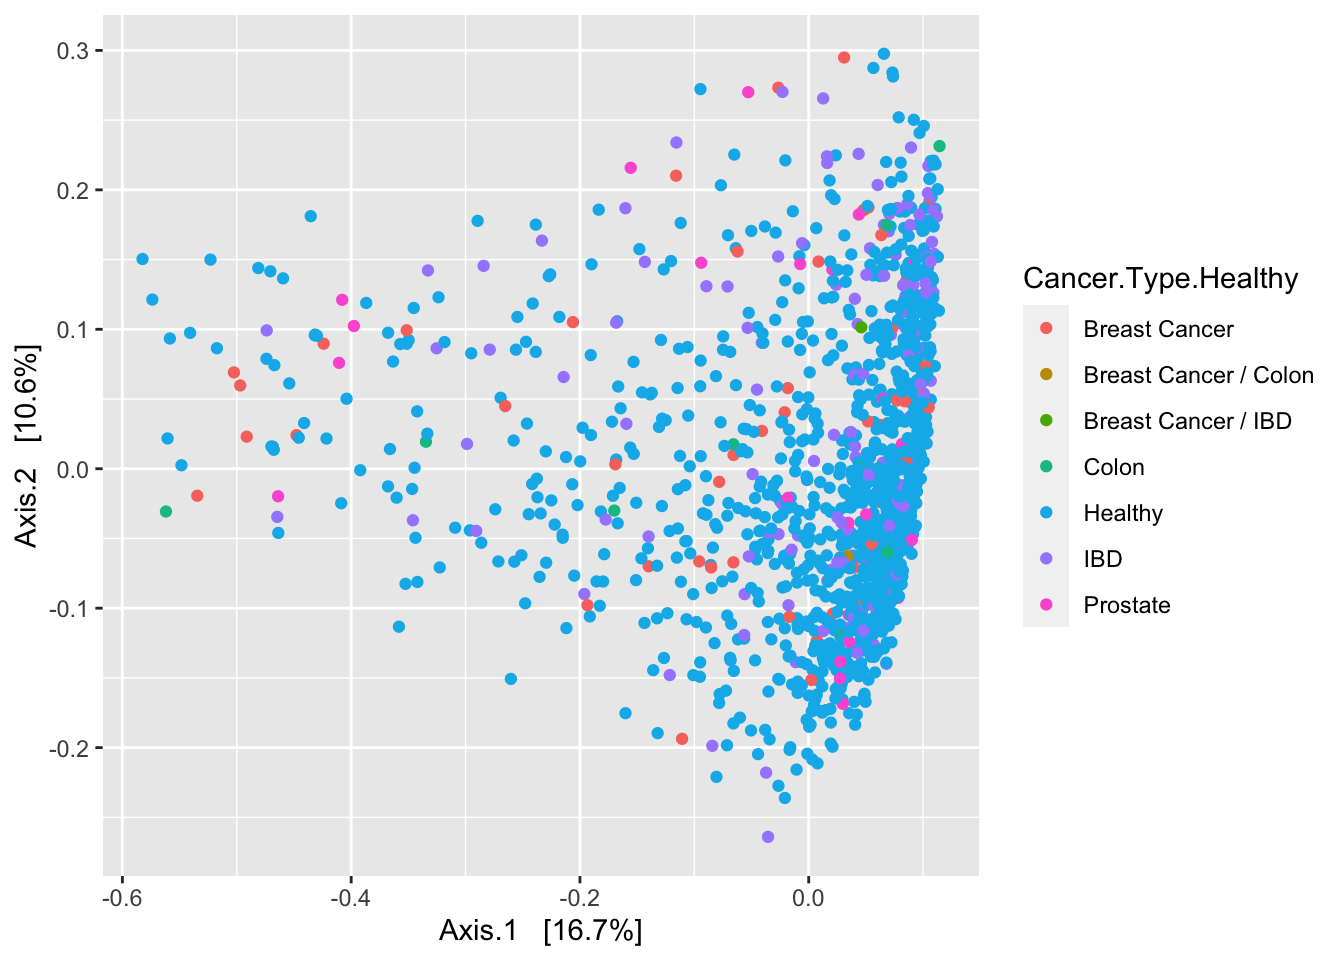 0.3
0.2
0.1
0.0
-0.1
-0.2
-0.6
-0.4
-0.2
0.0
Axis.1 [16.7%]
Axis.2 [10.6%]
Cancer.Type.Healthy
Breast Cancer
Breast Cancer / Colon
Breast Cancer / IBD
Colon
Healthy
IBD
Prostate